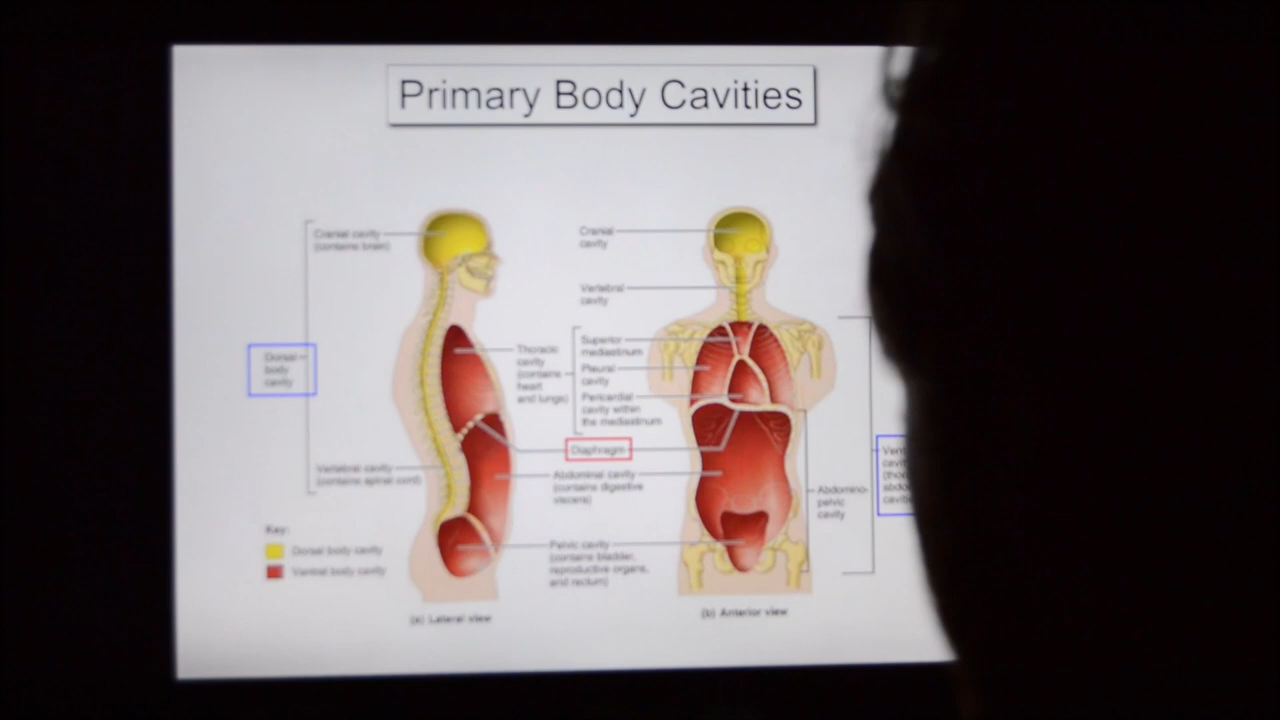 Primary Body Cavities
Cranial cavity
(contains brain)
Cranial
cavity
Vertebral
cavity
Dorsal
body
cavity
Thoracic
cavity
(contains
heart
and lungs)
Superior
mediastinum
Pleural
cavity
Pericardial
cavity within
the mediastinum
Diaphragm
Vertebral cavity
(contains spinal cord)
Abdominal cavity
(contains digestive
viscera)
Abdomino-
pelvic
cavity
Key:
Dorsal body cavity
Ventral body cavity
Pelvic cavity
(contains bladder,
reproductive organs,
and rectum)
(a) Lateral view
(b) Anterior view